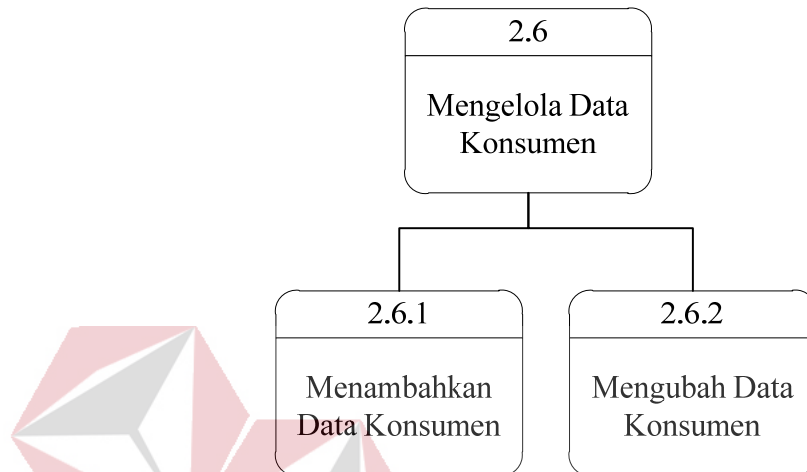 2.6
Mengelola Data
Konsumen
2.6.1
Menambahkan
Data Konsumen
2.6.2
Mengubah Data
Konsumen